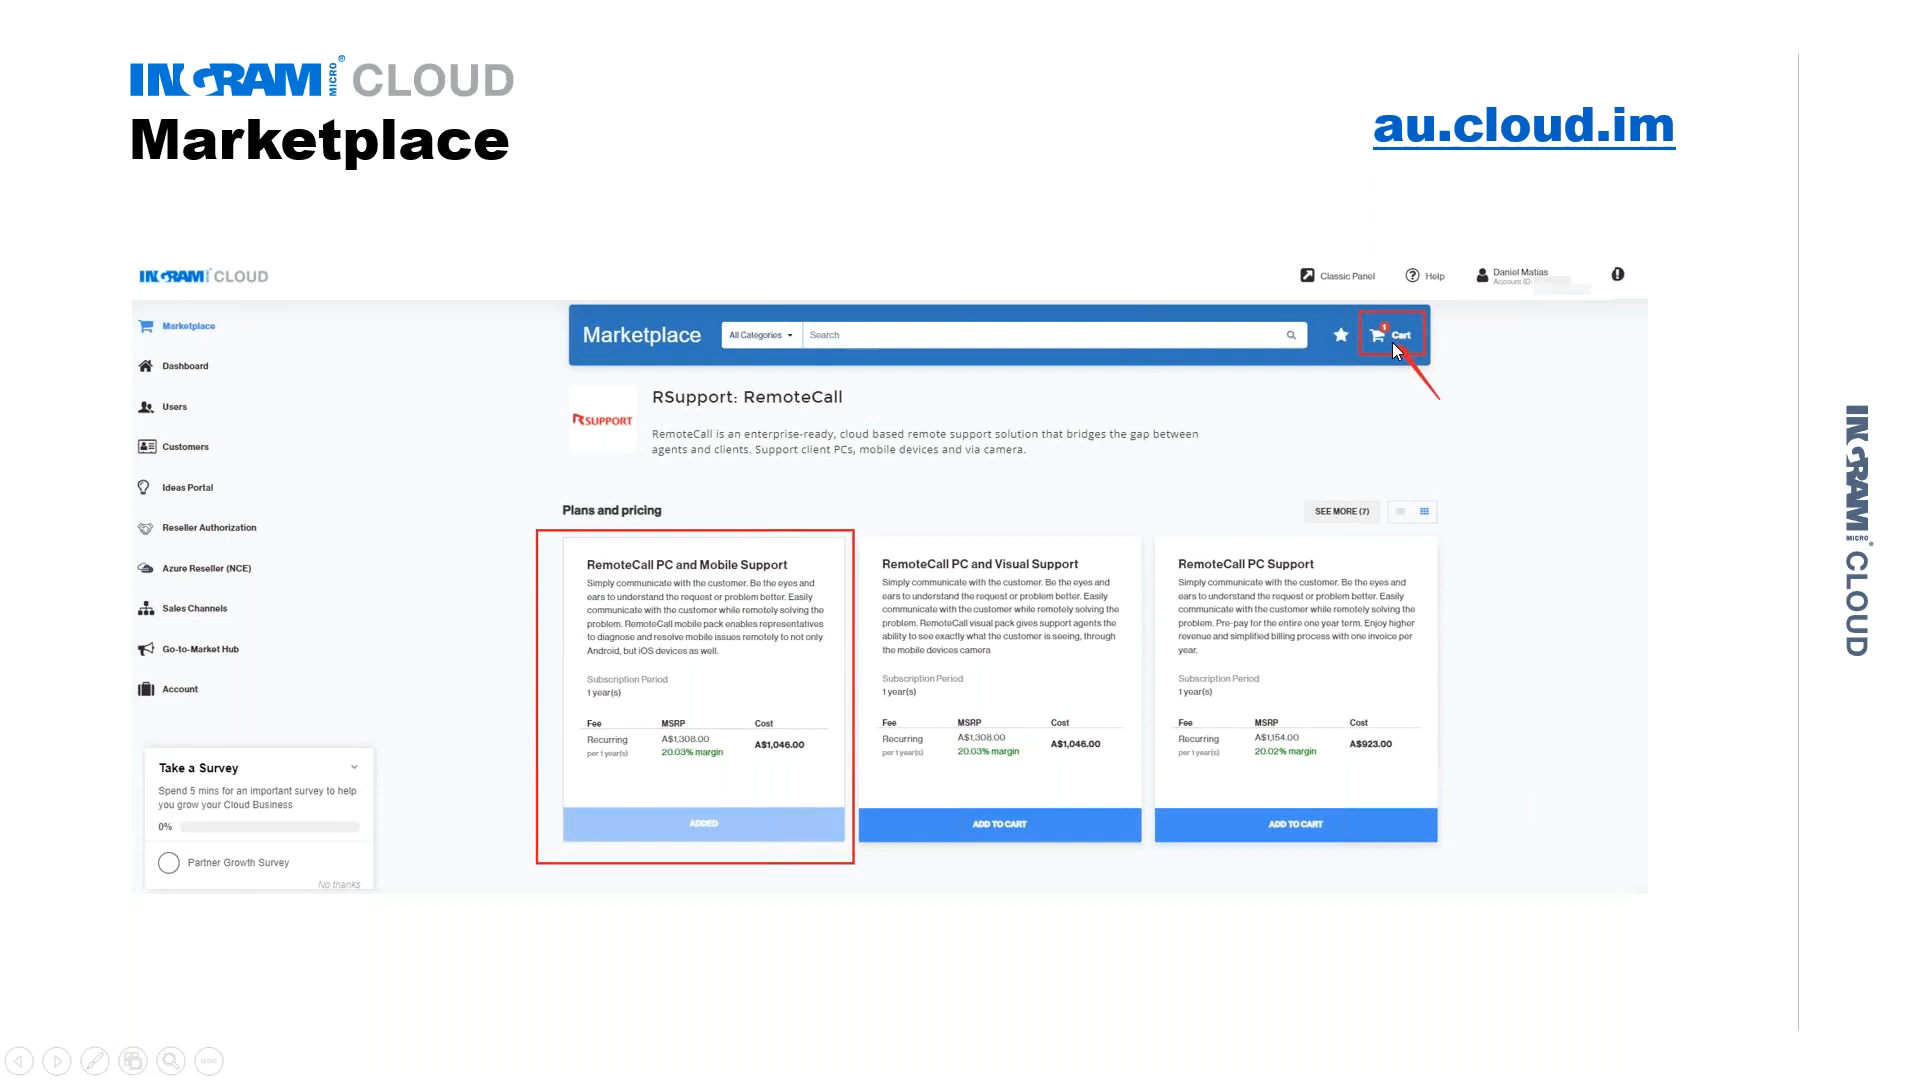 INGRAM MICRO® CLOUD
Marketplace
au.cloud.im
INGRAM MICRO CLOUD
Classic Panel
Help
Daniel Matias
Account ID
Marketplace
Dashboard
Users
Customers
Ideas Portal
Reseller Authorization
Azure Reseller (NCE)
Sales Channels
Go-to-Market Hub
Account
Take a Survey
Spend 5 mins for an important survey to help
you grow your Cloud Business
0%
Partner Growth Survey
No thanks
Marketplace
All Categories
Search
1
Cart
RSUPPORT
RSupport: RemoteCall
RemoteCall is an enterprise-ready, cloud based remote support solution that bridges the gap between
agents and clients. Support client PCs, mobile devices and via camera.
Plans and pricing
SEE MORE (7)
RemoteCall PC and Mobile Support
Simply communicate with the customer. Be the eyes and
ears to understand the request or problem better. Easily
communicate with the customer while remotely solving the
problem. RemoteCall mobile pack enables representatives
to diagnose and resolve mobile issues remotely to not only
Android, but iOS devices as well.
Subscription Period
1 year(s)
Fee MSRP Cost
Recurring A$1,308.00 A$1,046.00
per 1 year(s) 20.03% margin
ADDED
RemoteCall PC and Visual Support
Simply communicate with the customer. Be the eyes and
ears to understand the request or problem better. Easily
communicate with the customer while remotely solving the
problem. RemoteCall visual pack gives support agents the
ability to see exactly what the customer is seeing, through
the mobile devices camera
Subscription Period
1 year(s)
Fee MSRP Cost
Recurring A$1,308.00 A$1,046.00
per 1 year(s) 20.03% margin
ADD TO CART
RemoteCall PC Support
Simply communicate with the customer. Be the eyes and
ears to understand the request or problem better. Easily
communicate with the customer while remotely solving the
problem. Pre-pay for the entire one year term. Enjoy higher
revenue and simplified billing process with one invoice per
year.
Subscription Period
1 year(s)
Fee MSRP Cost
Recurring A$1,154.00 A$923.00
per 1 year(s) 20.02% margin
ADD TO CART
INGRAM MICRO® CLOUD